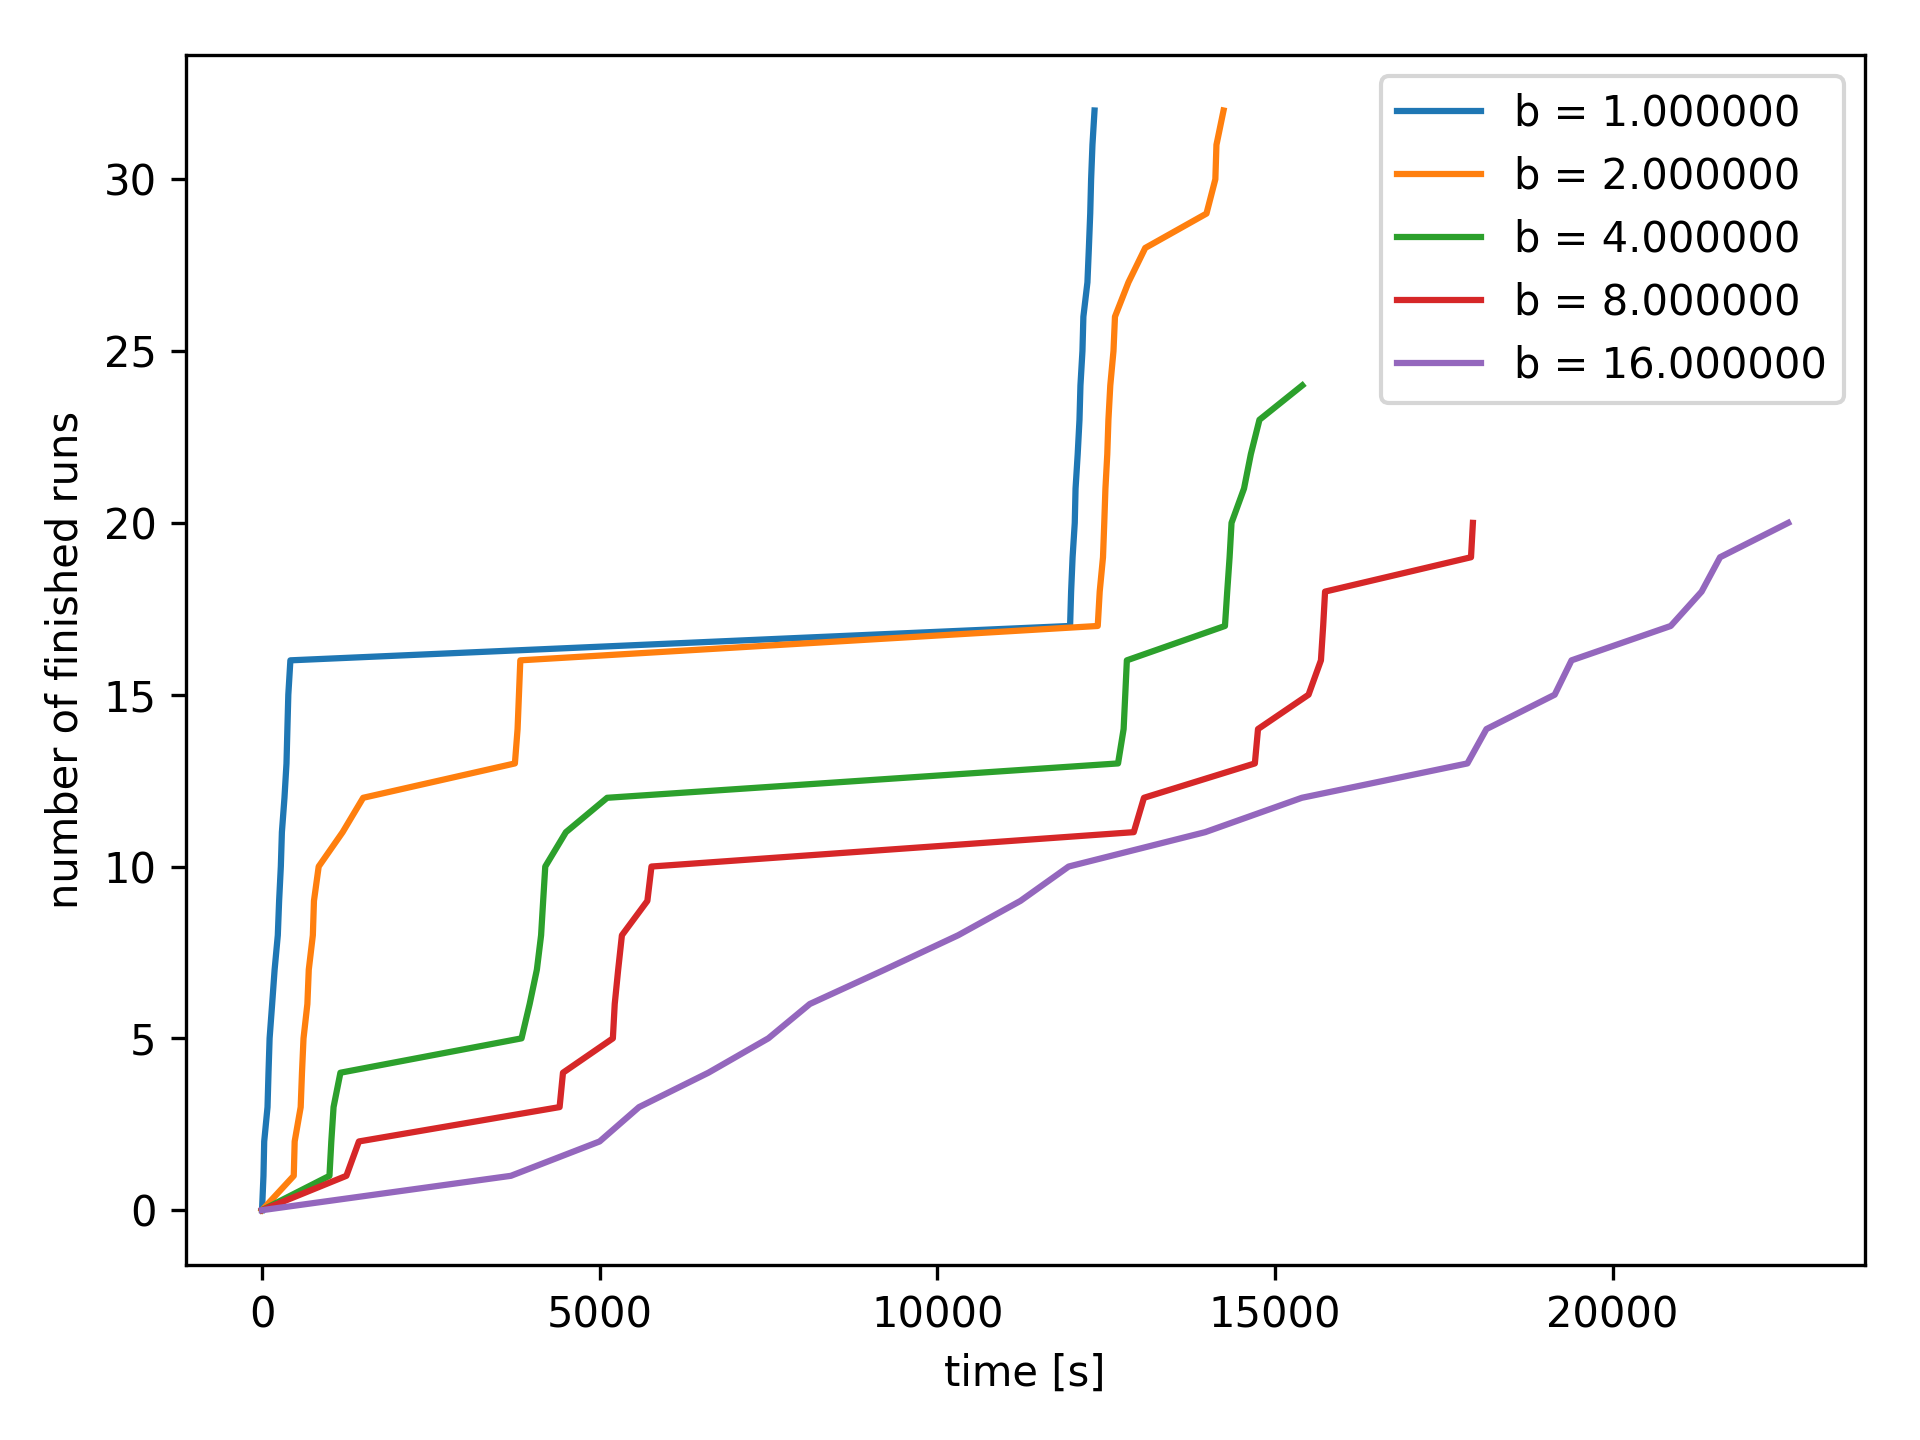 b = 1.000000
b = 2.000000
b = 4.000000
b = 8.000000
b = 16.000000
number of finished runs
30
25
20
15
10
5
0
0 5000 10000 15000 20000
time [s]